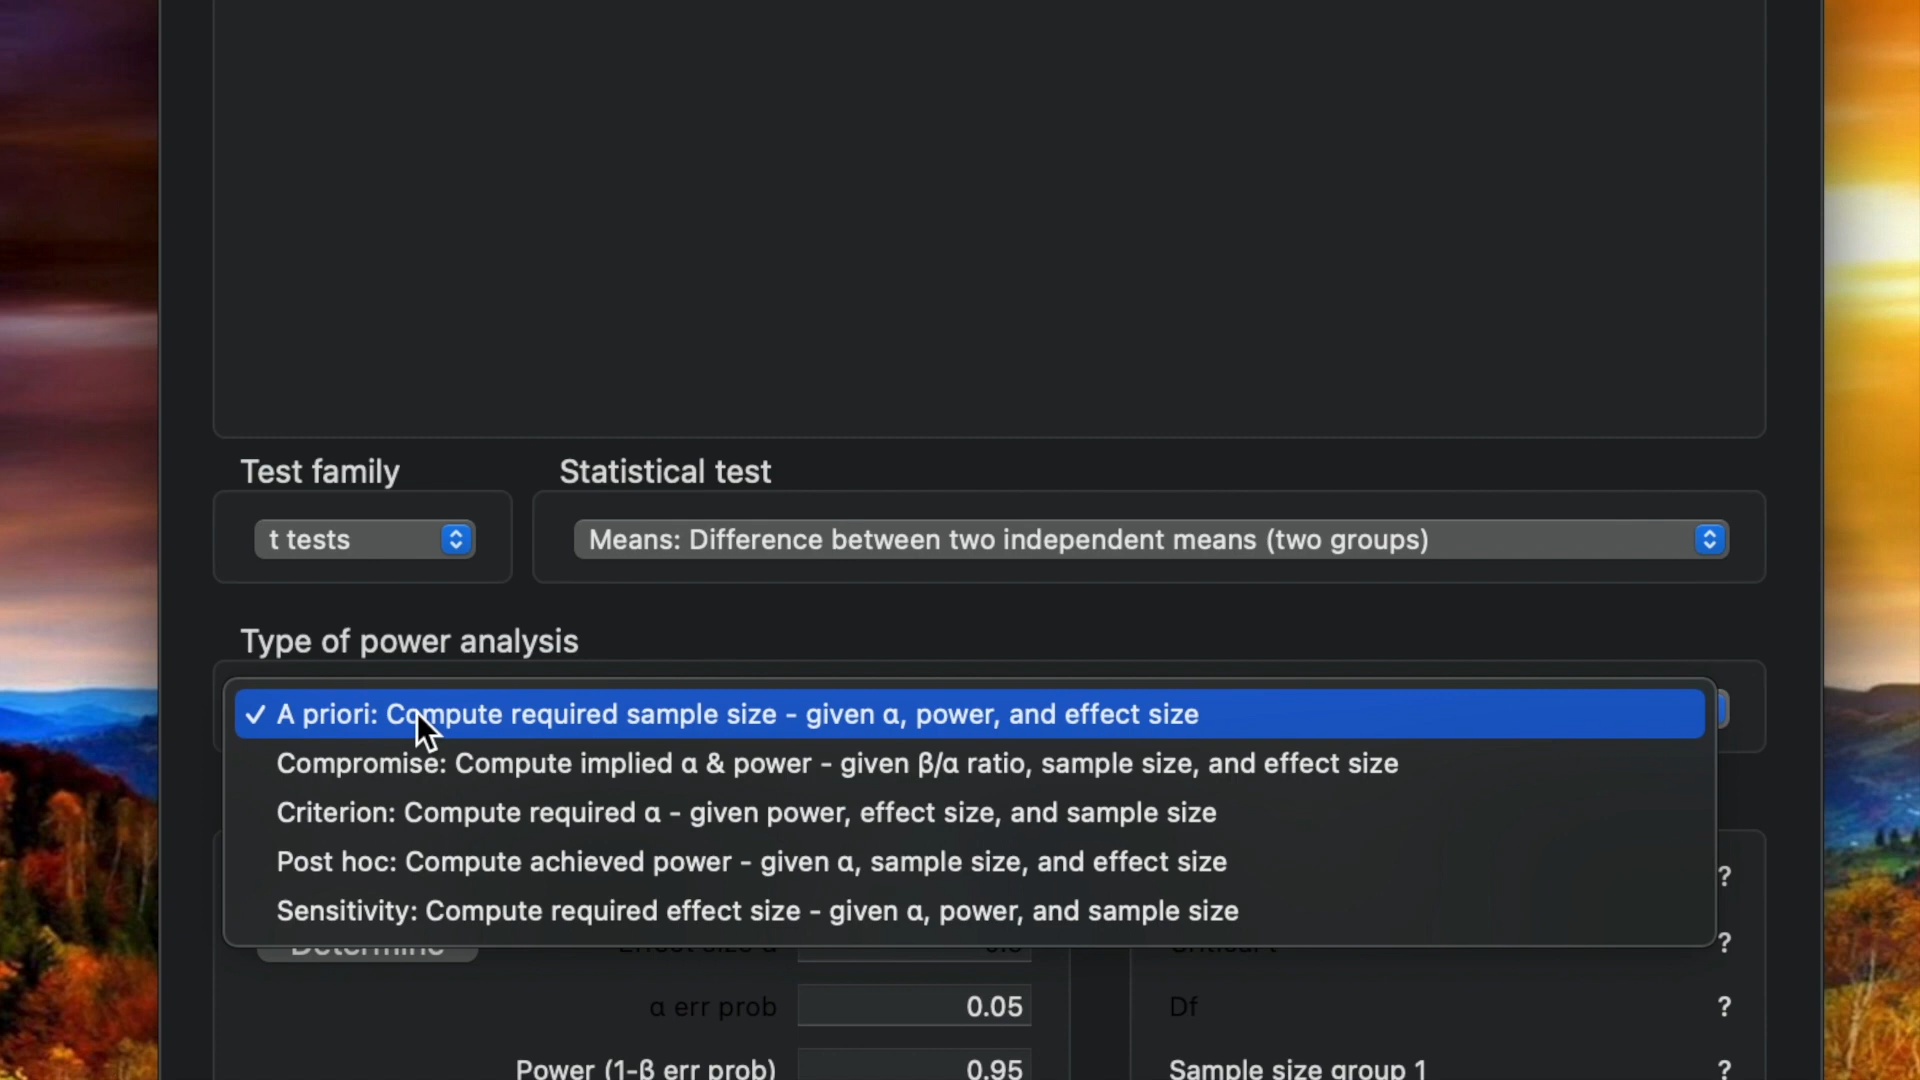 Test family
Statistical test
t tests
Means: Difference between two independent means (two groups)
Type of power analysis
✓ A priori: Compute required sample size - given α, power, and effect size
Compromise: Compute implied α & power - given β/α ratio, sample size, and effect size
Criterion: Compute required α - given power, effect size, and sample size
Post hoc: Compute achieved power - given α, sample size, and effect size
Sensitivity: Compute required effect size - given α, power, and sample size
?
Determine
?
α err prob 0.05
Df ?
Power (1-β err prob) 0.95
Sample size group 1 ?